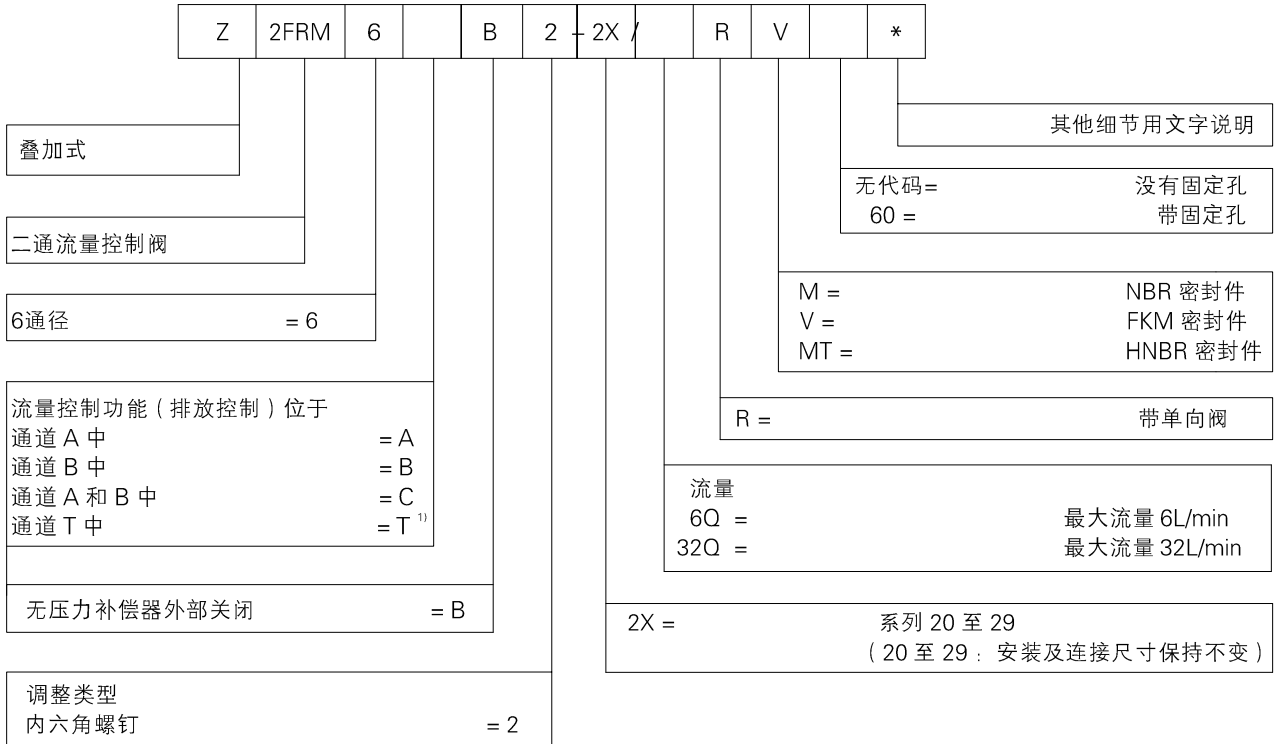 Z 2FRM 6 B 2 - 2X / R V *
叠加式
二通流量控制阀
6通径 = 6
流量控制功能（排放控制）位于
通道 A 中 = A
通道 B 中 = B
通道 A 和 B 中 = C
通道 T 中 = T 1)
无压力补偿器外部关闭 = B
调整类型
内六角螺钉 = 2
其他细节用文字说明
无代码= 没有固定孔
60 = 带固定孔
M = NBR 密封件
V = FKM 密封件
MT = HNBR 密封件
R = 带单向阀
流量
6Q = 最大流量 6L/min
32Q = 最大流量 32L/min
2X = 系列 20 至 29
（20 至 29：安装及连接尺寸保持不变）